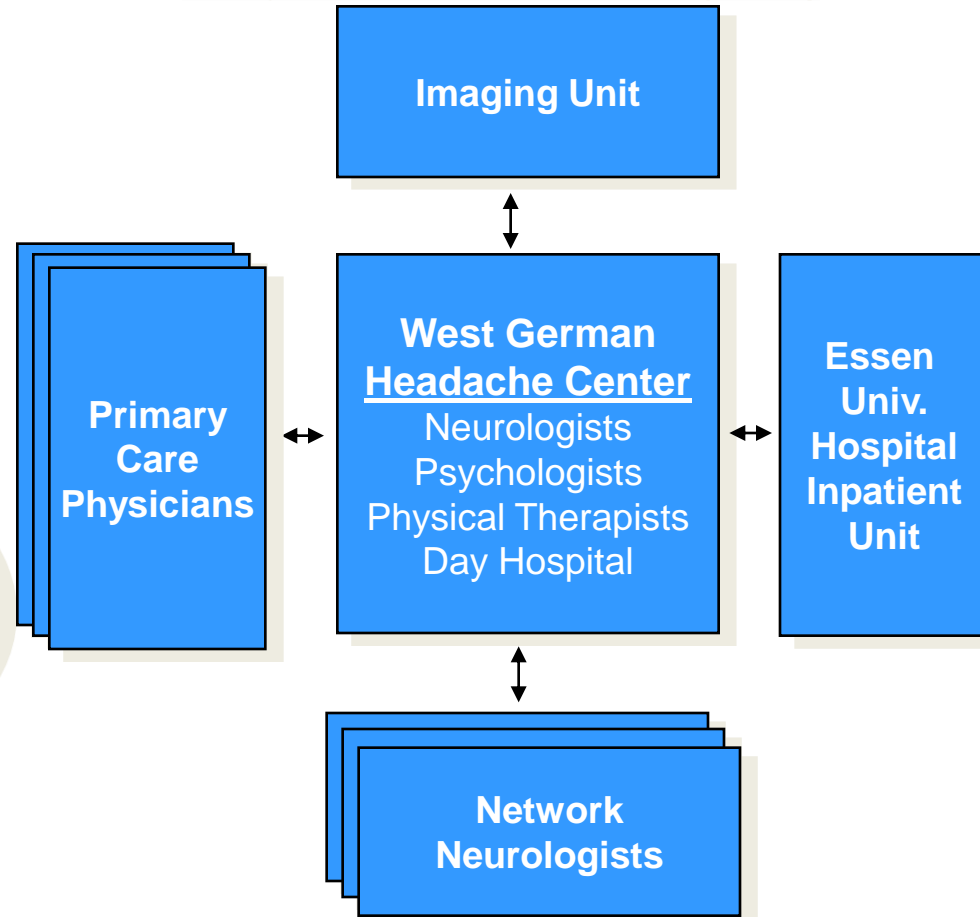 Imaging Unit
Primary
Care
Physicians
West German
Headache Center
Neurologists
Psychologists
Physical Therapists
Day Hospital
Essen
Univ.
Hospital
Inpatient
Unit
Network
Neurologists